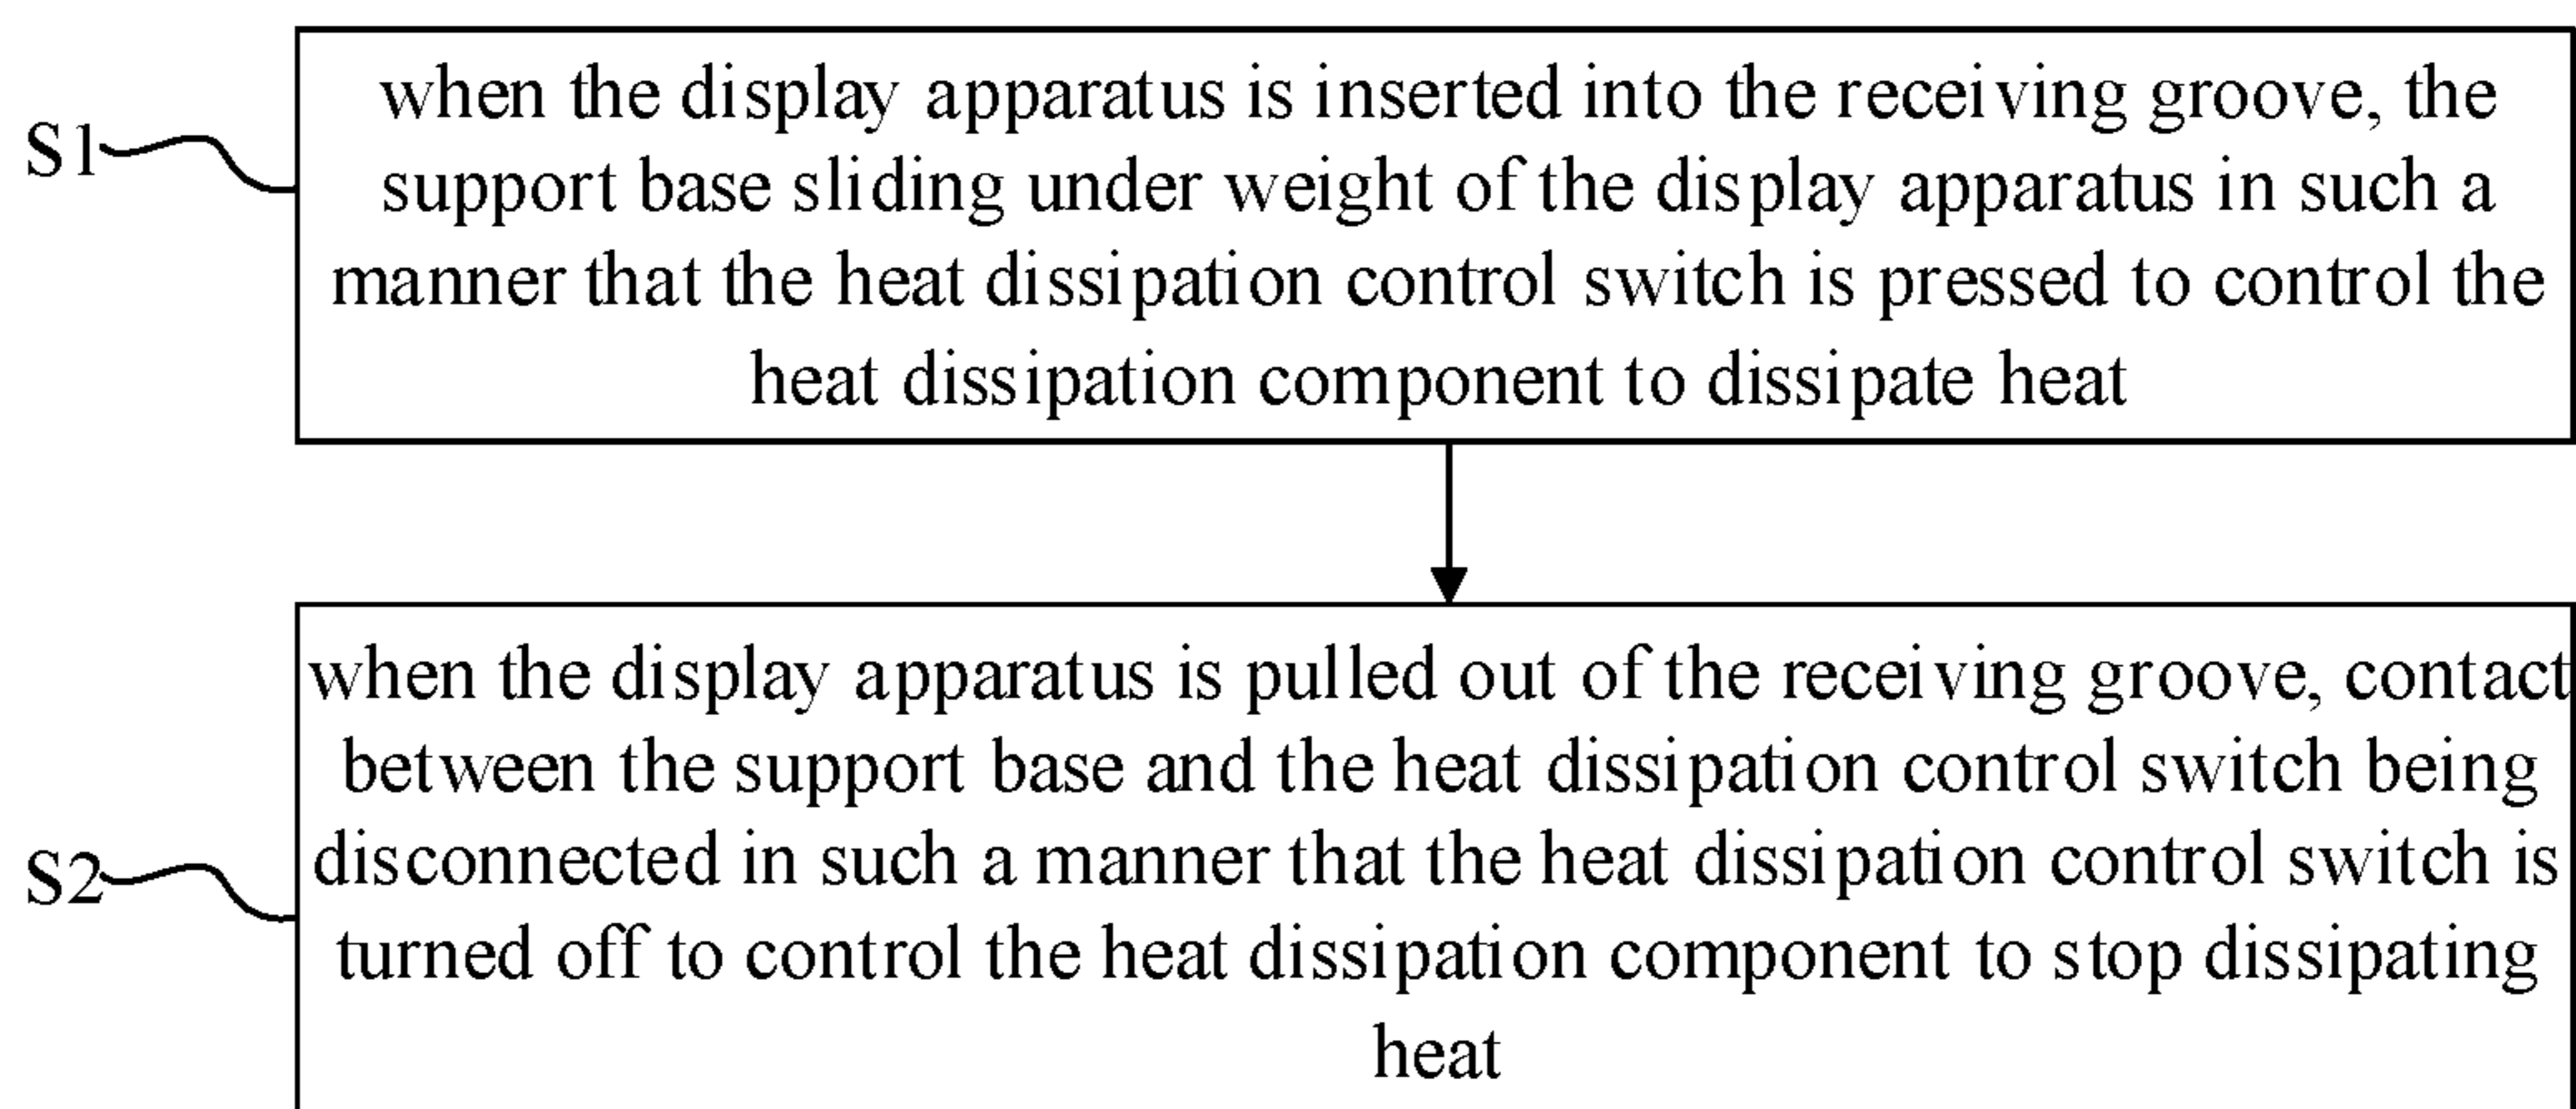 S1
when the display apparatus is inserted into the receiving groove, the
support base sliding under weight of the display apparatus in such a
manner that the heat dissipation control switch is pressed to control the
heat dissipation component to dissipate heat
S2
when the display apparatus is pulled out of the receiving groove, contact
between the support base and the heat dissipation control switch being
disconnected in such a manner that the heat dissipation control switch is
turned off to control the heat dissipation component to stop dissipating
heat